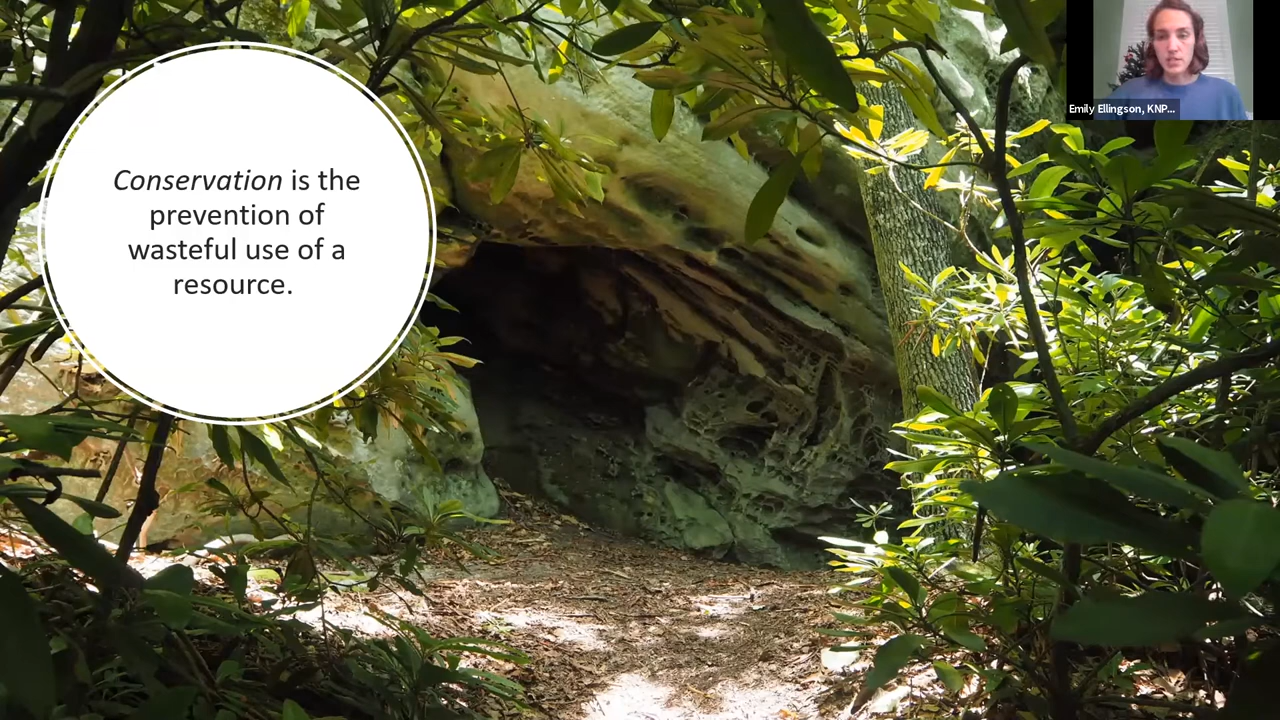 Conservation is the
prevention of
wasteful use of a
resource.
Emily Ellingson, KNP...